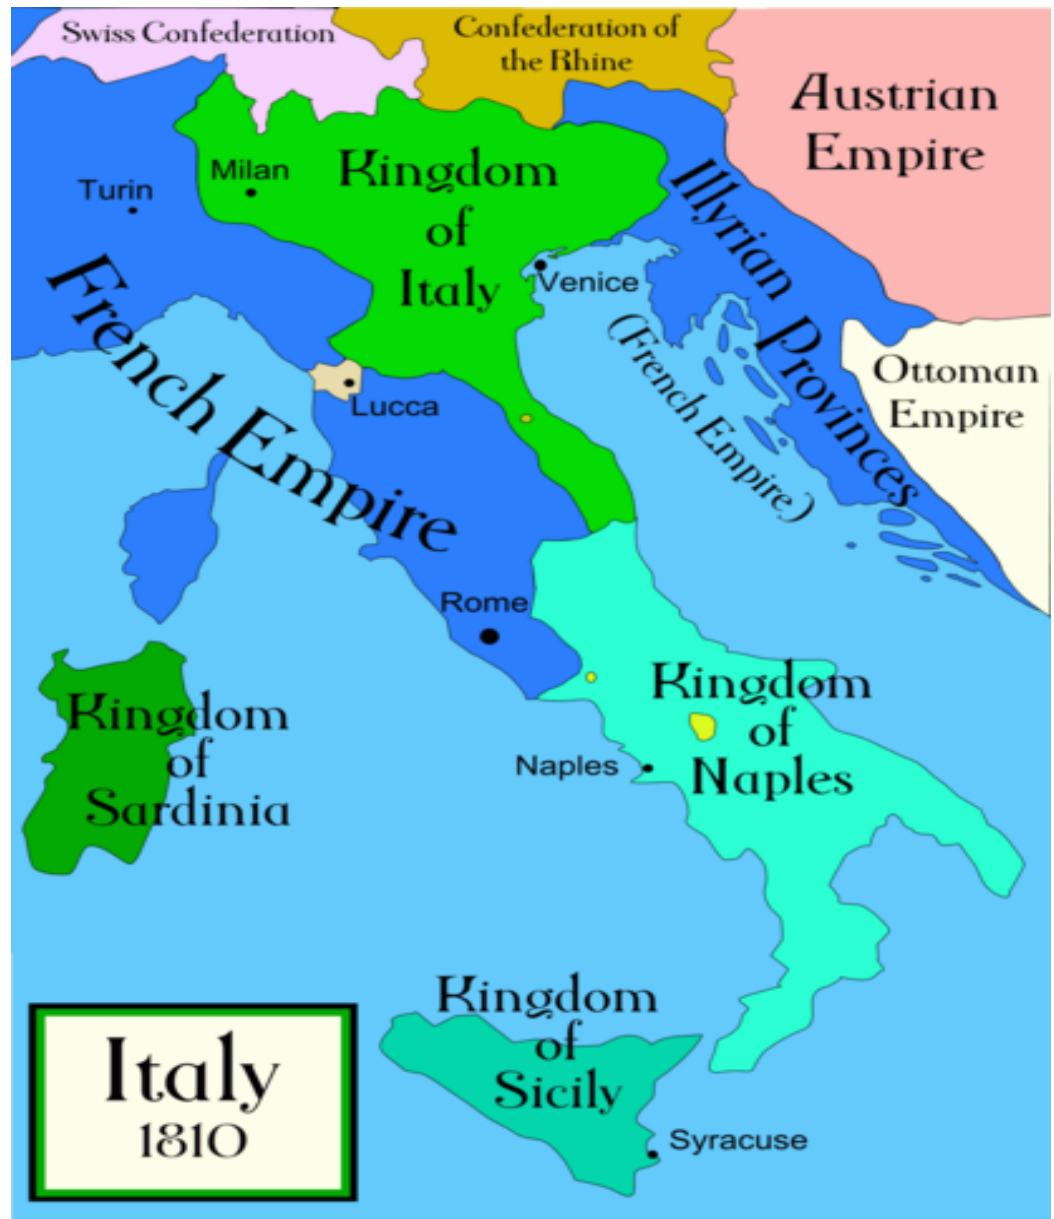 Swiss Confederation
Confederation of
the Rhine
Austrian
Empire
Milan
Turin
Kingdom
of
Italy
Venice
Illyrian Provinces
(French Empire)
Ottoman
Empire
French Empire
Lucca
Rome
Kingdom
of
Sardinia
Kingdom
of
Naples
Naples
Kingdom
of
Sicily
Syracuse
Italy
1810